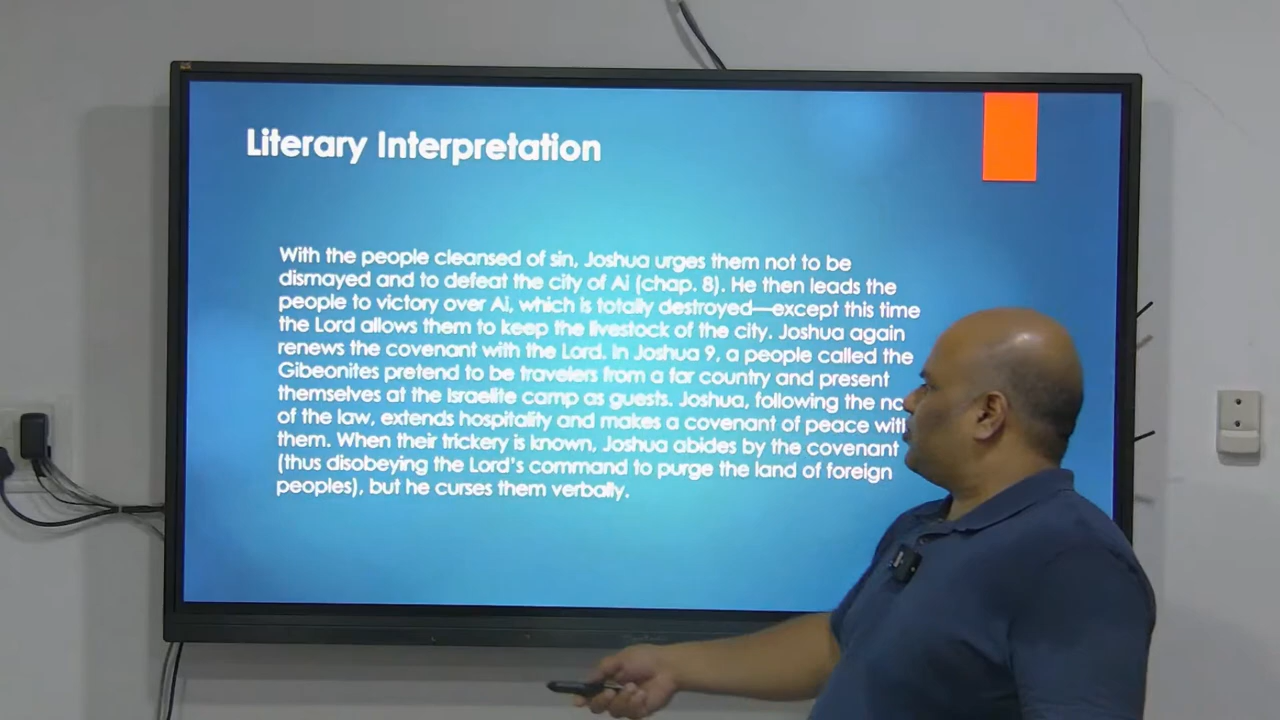 Literary Interpretation
With the people cleansed of sin, Joshua urges them not to be
dismayed and to defeat the city of Ai (chap. 8). He then leads the
people to victory over Ai, which is totally destroyed—except this time
the Lord allows them to keep the livestock of the city. Joshua again
renews the covenant with the Lord. In Joshua 9, a people called the
Gibeonites pretend to be travelers from a far country and present
themselves at the Israelite camp as guests. Joshua, following the
of the law, extends hospitality and makes a covenant of peace with
them. When their trickery is known, Joshua abides by the covenant
(thus disobeying the Lord's command to purge the land of foreign
peoples), but he curses them verbally.